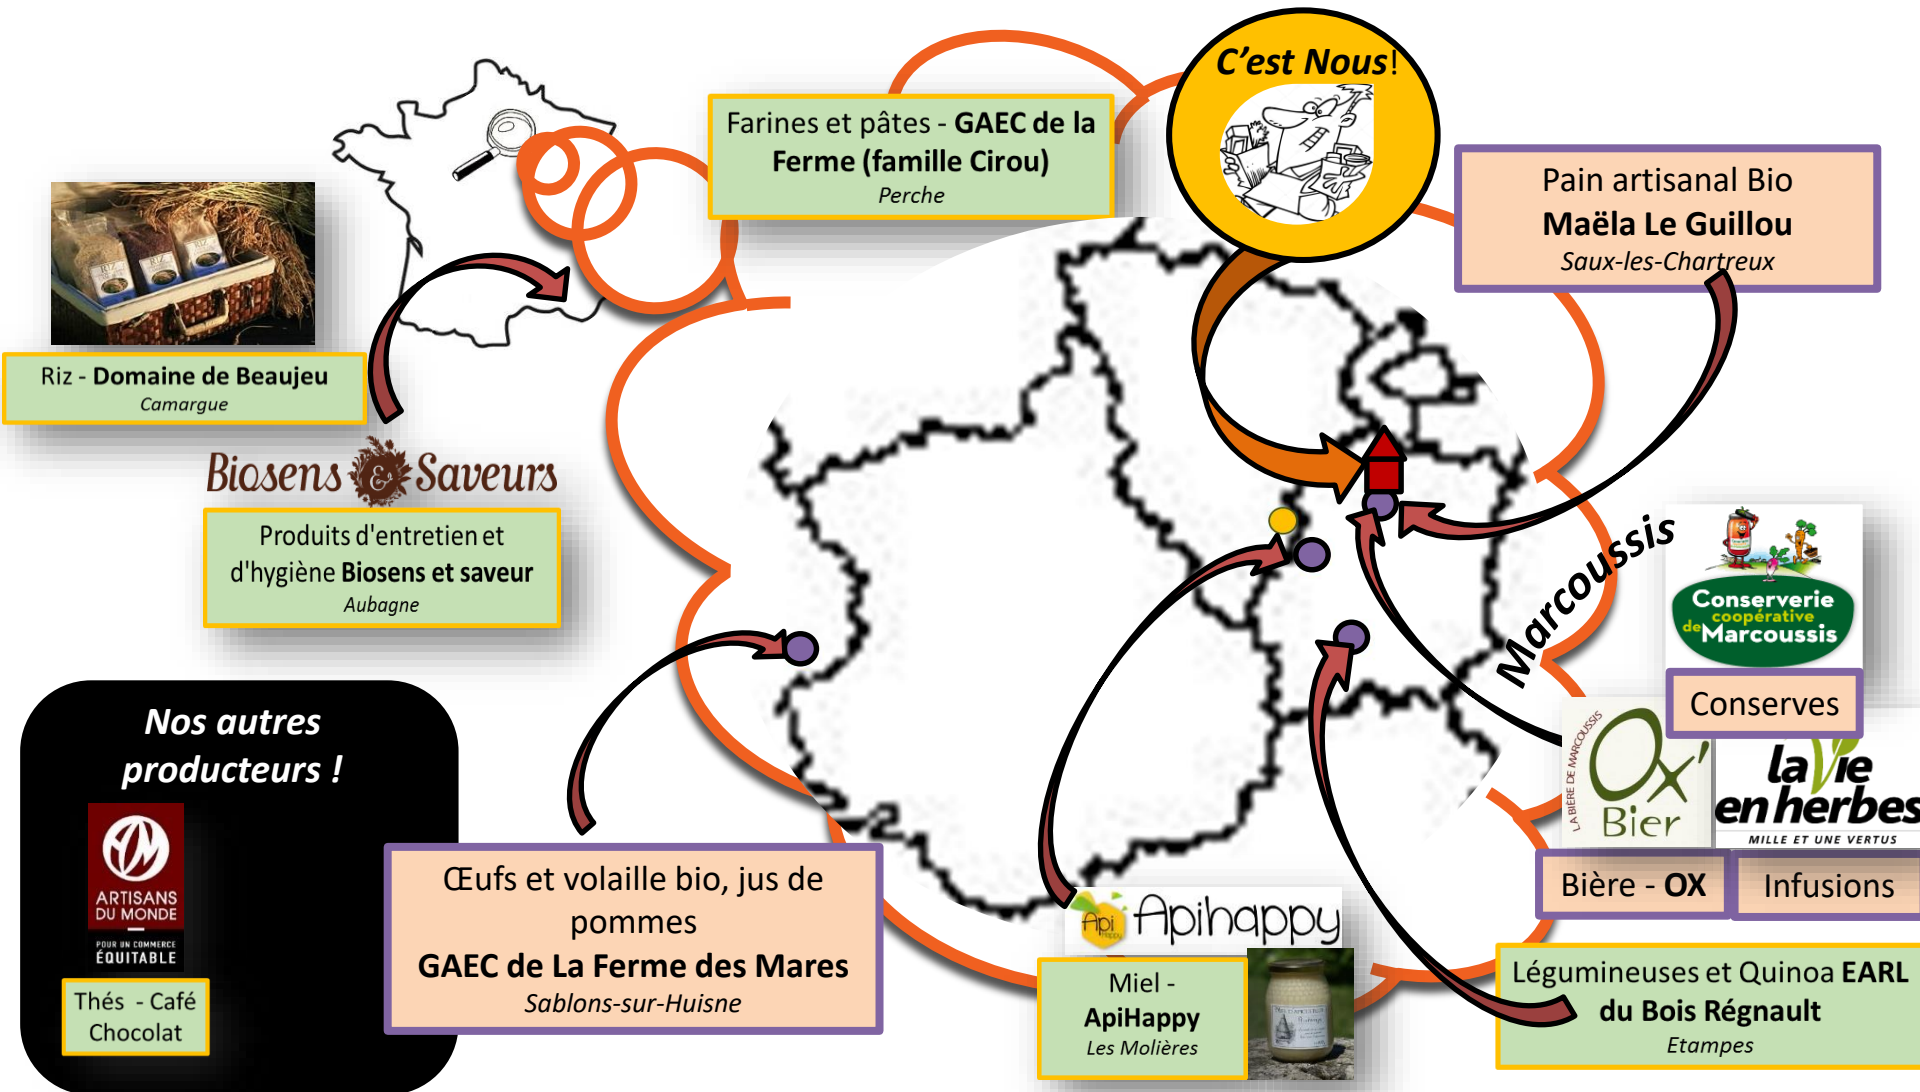 C'est Nous!
Farines et pâtes - GAEC de la
Ferme (famille Cirou)
Perche
Pain artisanal Bio
Maëla Le Guillou
Saux-les-Chartreux
RIZ
RIZ
RIZ
Riz - Domaine de Beaujeu
Camargue
Biosens & Saveurs
Produits d'entretien et
d'hygiène Biosens et saveur
Aubagne
Marcoussis
Conserverie
coopérative
de Marcoussis
Conserves
LA BIÈRE DE MARCOUSSIS
OX'
Bier
Bière - OX
la Vie
en herbes
MILLE ET UNE VERTUS
Infusions
Nos autres
producteurs !
ARTISANS
DU MONDE
POUR UN COMMERCE
ÉQUITABLE
Thés - Café
Chocolat
Œufs et volaille bio, jus de
pommes
GAEC de La Ferme des Mares
Sablons-sur-Huisne
Api
Happy
Apihappy
Miel -
ApiHappy
Les Molières
Légumineuses et Quinoa EARL
du Bois Régnault
Etampes